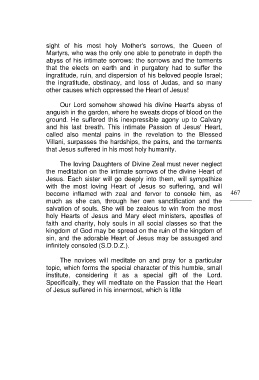 sight of his most holy Mother's sorrows, the Queen of
Martyrs, who was the only one able to penetrate in depth the
abyss of his intimate sorrows: the sorrows and the torments
that the elects on earth and in purgatory had to suffer the
ingratitude, ruin, and dispersion of his beloved people Israel;
the ingratitude, obstinacy, and loss of Judas, and so many
other causes which oppressed the Heart of Jesus!
Our Lord somehow showed his divine Heart's abyss of
anguish in the garden, where he sweats drops of blood on the
ground. He suffered this inexpressible agony up to Calvary
and his last breath. This intimate Passion of Jesus' Heart,
called also mental pains in the revelation to the Blessed
Villani, surpasses the hardships, the pains, and the torments
that Jesus suffered in his most holy humanity.
The loving Daughters of Divine Zeal must never neglect
the meditation on the intimate sorrows of the divine Heart of
Jesus. Each sister will go deeply into them, will sympathize
with the most loving Heart of Jesus so suffering, and will
become inflamed with zeal and fervor to console him, as
much as she can, through her own sanctification and the
salvation of souls. She will be zealous to win from the most
holy Hearts of Jesus and Mary elect ministers, apostles of
faith and charity, holy souls in all social classes so that the
kingdom of God may be spread on the ruin of the kingdom of
sin, and the adorable Heart of Jesus may be assuaged and
infinitely consoled (S.D.D.Z.).
The novices will meditate on and pray for a particular
topic, which forms the special character of this humble, small
institute, considering it as a special gift of the Lord.
Specifically, they will meditate on the Passion that the Heart
of Jesus suffered in his innermost, which is little
467